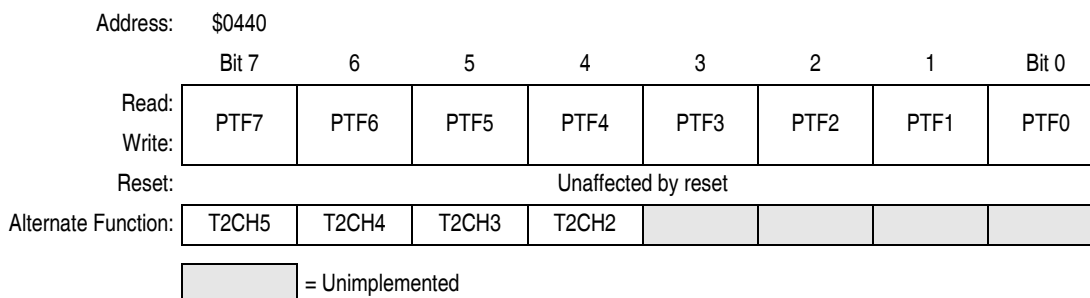 Address: $0440
Bit 7 6 5 4 3 2 1 Bit 0
Read:
PTF7 PTF6 PTF5 PTF4 PTF3 PTF2 PTF1 PTF0
Write:
Reset: Unaffected by reset
Alternate Function: T2CH5 T2CH4 T2CH3 T2CH2
= Unimplemented